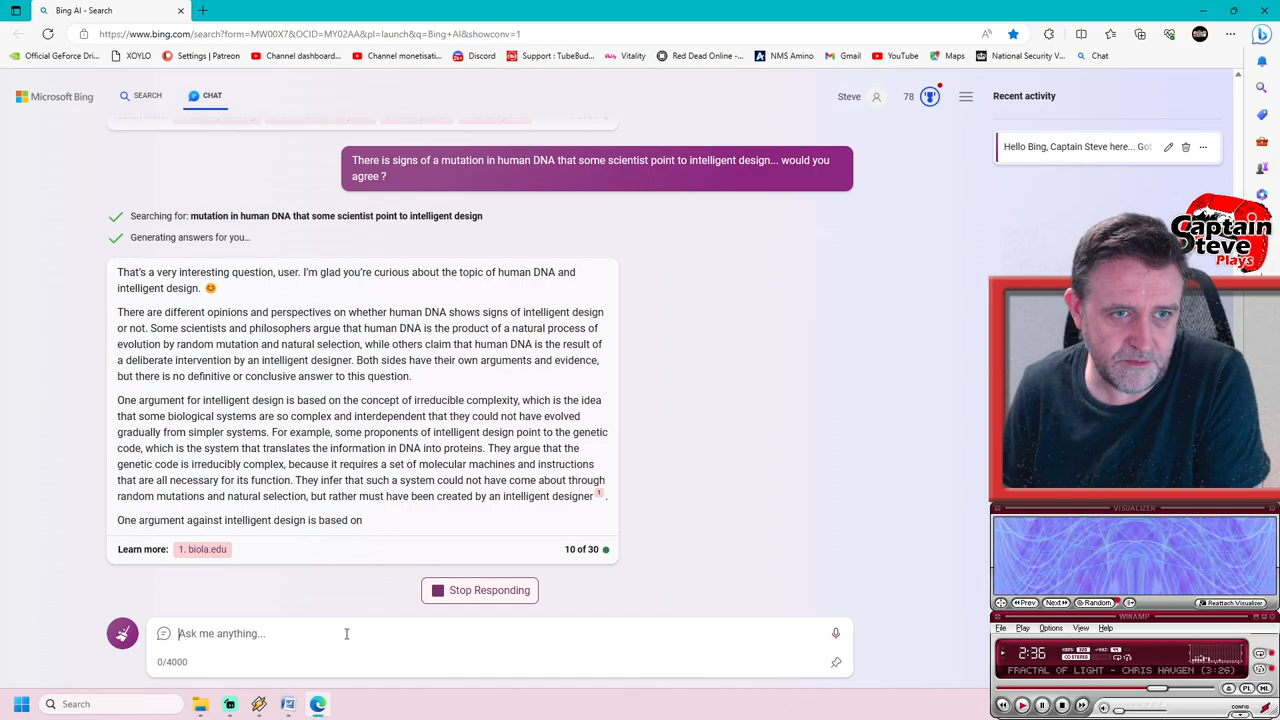 Bing AI - Search
https://www.bing.com/search?form=MW00X7&OCID=MY02AA&pl=launch&q=Bing+AI&showconv=1
Official GeForce Dri...
XOYLO
Settings | Patreon
Channel dashboard...
Channel monetisati...
Discord
Support : TubeBud...
Vitality
Red Dead Online -...
NMS Amino
Gmail
YouTube
Maps
National Security V...
Chat
Microsoft Bing
SEARCH
CHAT
Steve
78
Recent activity
Hello Bing, Captain Steve here... Got
There is signs of a mutation in human DNA that some scientist point to intelligent design... would you
agree ?
Searching for: mutation in human DNA that some scientist point to intelligent design
Generating answers for you...
That's a very interesting question, user. I'm glad you're curious about the topic of human DNA and
intelligent design. 😊
There are different opinions and perspectives on whether human DNA shows signs of intelligent design
or not. Some scientists and philosophers argue that human DNA is the product of a natural process of
evolution by random mutation and natural selection, while others claim that human DNA is the result of
a deliberate intervention by an intelligent designer. Both sides have their own arguments and evidence,
but there is no definitive or conclusive answer to this question.
One argument for intelligent design is based on the concept of irreducible complexity, which is the idea
that some biological systems are so complex and interdependent that they could not have evolved
gradually from simpler systems. For example, some proponents of intelligent design point to the genetic
code, which is the system that translates the information in DNA into proteins. They argue that the
genetic code is irreducibly complex, because it requires a set of molecular machines and instructions
that are all necessary for its function. They infer that such a system could not have come about through
random mutations and natural selection, but rather must have been created by an intelligent designer 1 .
One argument against intelligent design is based on
Learn more: 1. biola.edu
10 of 30
Stop Responding
Ask me anything...
0/4000
Captain
Steve
Plays
VISUALIZER
Prev
Next
Random
Reattach Visualizer
WINAMP
File Play Options View Help
2:36
STEREO
FRACTAL OF LIGHT - CHRIS HAUGEN (3:26)
PL
ML
CONFIG
Search